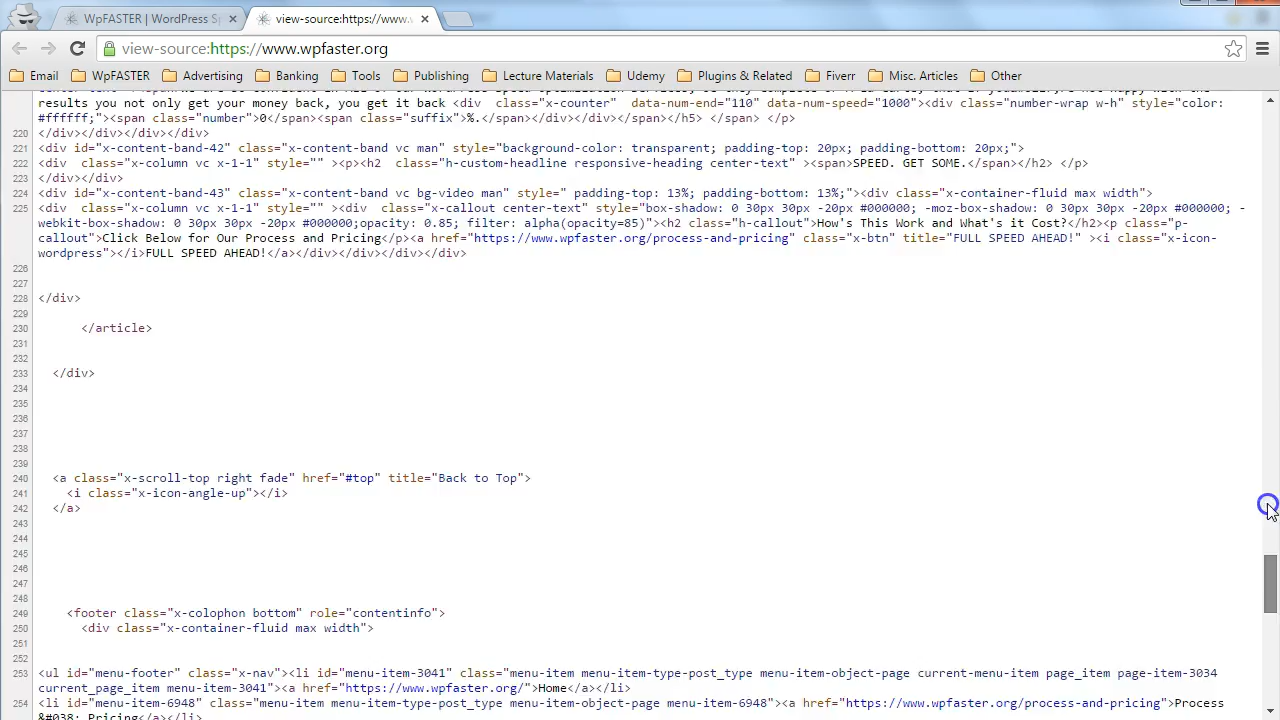 WpFASTER | WordPress Sp
view-source:https://www.
view-source:https://www.wpfaster.org
Email WpFASTER Advertising Banking Tools Publishing Lecture Materials Udemy Plugins & Related Fiverr Misc. Articles Other
results you not only get your money back, you get it back <div  class="x-counter"  data-num-end="110" data-num-speed="1000"><div class="number-wrap w-h" style="color:
#ffffff;"><span class="number">0</span><span class="suffix">%.</span></div></div></span></h5> </span> </p>
220 </div></div></div></div>
221 <div id="x-content-band-42" class="x-content-band vc man" style="background-color: transparent; padding-top: 20px; padding-bottom: 20px;">
222 <div  class="x-column vc x-1-1" style="" ><p><h2  class="h-custom-headline responsive-heading center-text" ><span>SPEED. GET SOME.</span></h2> </p>
223 </div></div>
224 <div id="x-content-band-43" class="x-content-band vc bg-video man" style=" padding-top: 13%; padding-bottom: 13%;"><div class="x-container-fluid max width">
225 <div  class="x-column vc x-1-1" style="" ><div  class="x-callout center-text" style="box-shadow: 0 30px 30px -20px #000000; -moz-box-shadow: 0 30px 30px -20px #000000; -
webkit-box-shadow: 0 30px 30px -20px #000000;opacity: 0.85; filter: alpha(opacity=85)"><h2 class="h-callout">How's This Work and What's it Cost?</h2><p class="p-
callout">Click Below for Our Process and Pricing</p><a href="https://www.wpfaster.org/process-and-pricing" class="x-btn" title="FULL SPEED AHEAD!" ><i class="x-icon-
wordpress"></i>FULL SPEED AHEAD!</a></div></div></div></div>
226
227
228 </div>
229
230 </article>
231
232
233 </div>
234
235
236
237
238
239
240 <a class="x-scroll-top right fade" href="#top" title="Back to Top">
241 <i class="x-icon-angle-up"></i>
242 </a>
243
244
245
246
247
248
249 <footer class="x-colophon bottom" role="contentinfo">
250 <div class="x-container-fluid max width">
251
252
253 <ul id="menu-footer" class="x-nav"><li id="menu-item-3041" class="menu-item menu-item-type-post_type menu-item-object-page current-menu-item page_item page-item-3034
current_page_item menu-item-3041"><a href="https://www.wpfaster.org/">Home</a></li>
254 <li id="menu-item-6948" class="menu-item menu-item-type-post_type menu-item-object-page menu-item-6948"><a href="https://www.wpfaster.org/process-and-pricing">Process
&#038; Pricing</a></li>